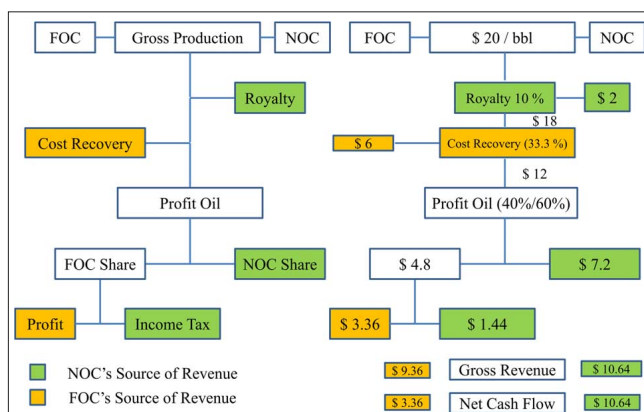 FOC Gross Production NOC
Royalty
Cost Recovery
Profit Oil
FOC Share NOC Share
Profit Income Tax
NOC's Source of Revenue
FOC's Source of Revenue
FOC $ 20 / bbl NOC
Royalty 10 % $ 2
$ 18
$ 6 Cost Recovery (33.3 %)
$ 12
Profit Oil (40%/60%)
$ 4.8 $ 7.2
$ 3.36 $ 1.44
$ 9.36 Gross Revenue $ 10.64
$ 3.36 Net Cash Flow $ 10.64